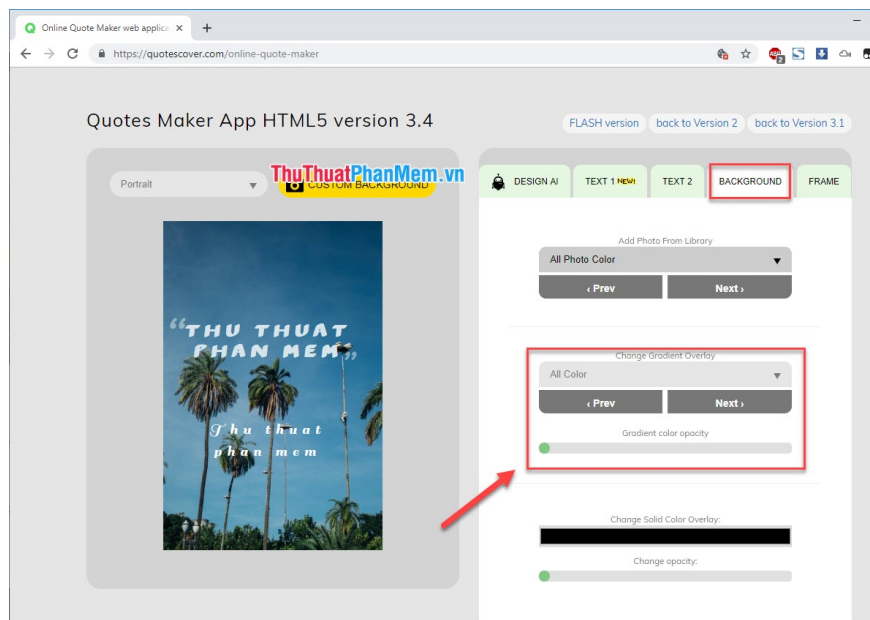 Online Quote Maker web applica
https://quotescover.com/online-quote-maker
ABP
2
Quotes Maker App HTML5 version 3.4
FLASH version
back to Version 2
back to Version 3.1
Portrait
CUSTOM BACKGROUND
ThuThuatPhanMem.vn
“THU THUAT
PHAN MEM„
Thu thuat
phan mem
DESIGN AI
TEXT 1 NEW!
TEXT 2
BACKGROUND
FRAME
Add Photo From Library
All Photo Color
‹ Prev
Next ›
Change Gradient Overlay
All Color
‹ Prev
Next ›
Gradient color opacity
Change Solid Color Overlay:
Change opacity: